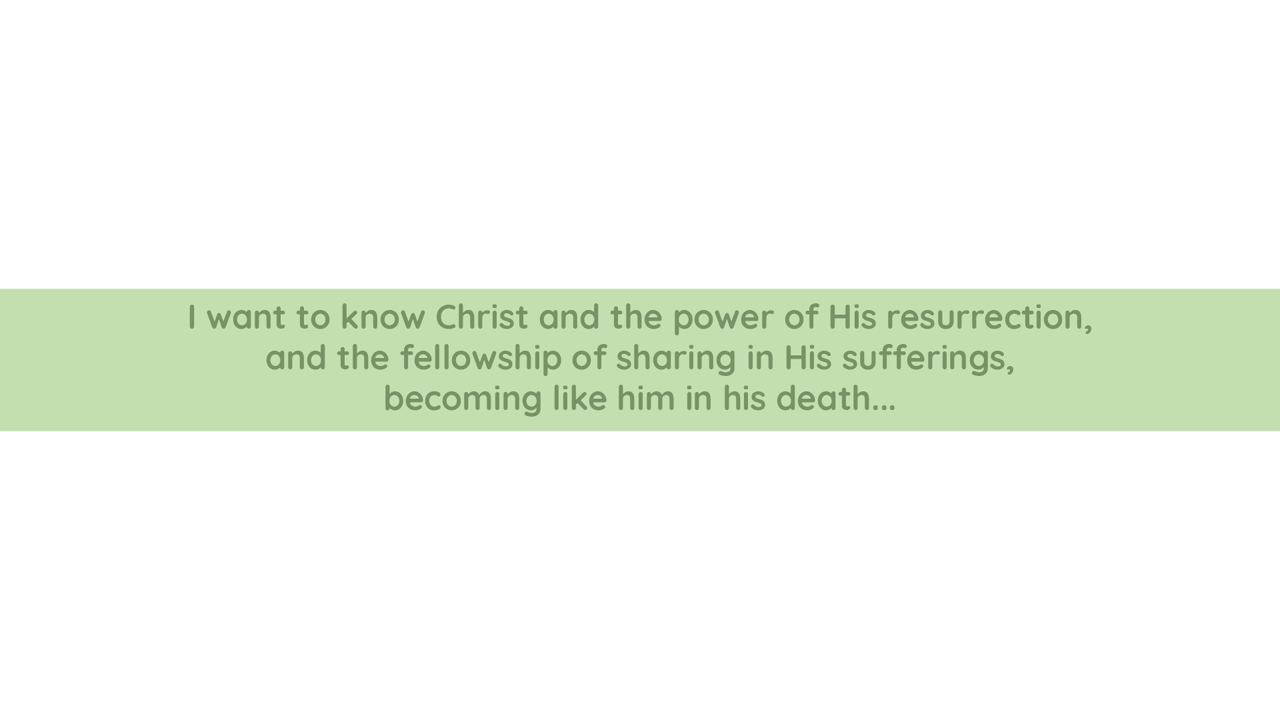 I want to know Christ and the power of His resurrection,
and the fellowship of sharing in His sufferings,
becoming like him in his death...